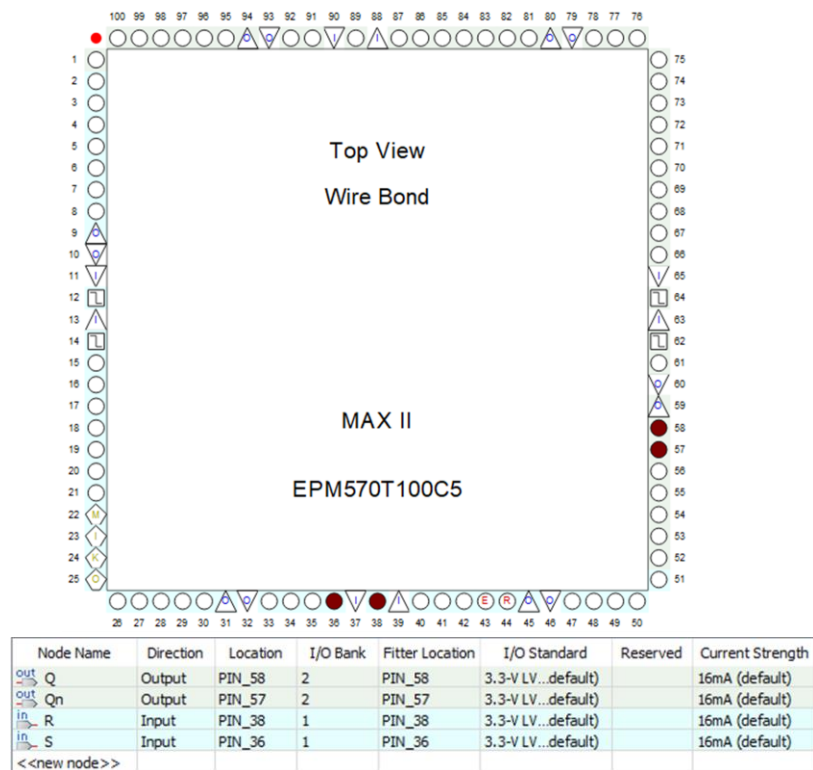 100 99 98 97 96 95 94 93 92 91 90 89 88 87 86 85 84 83 82 81 80 79 78 77 76
O O I I O O
1 75
2 74
3 73
4 72
5 71
Top View
6 70
7 69
Wire Bond
8 68
9 O 67
10 O 66
11 I I 65
12 64
13 I I 63
14 62
15 61
16 O 60
17 O 59
MAX II
18 58
19 57
20 56
21 EPM570T100C5 55
22 M 54
23 I 53
24 K 52
25 O 51
O O I I E R O O
26 27 28 29 30 31 32 33 34 35 36 37 38 39 40 41 42 43 44 45 46 47 48 49 50
Node Name Direction Location I/O Bank Fitter Location I/O Standard Reserved Current Strength
out Q Output PIN_58 2 PIN_58 3.3-V LV...default) 16mA (default)
out Qn Output PIN_57 2 PIN_57 3.3-V LV...default) 16mA (default)
in R Input PIN_38 1 PIN_38 3.3-V LV...default) 16mA (default)
in S Input PIN_36 1 PIN_36 3.3-V LV...default) 16mA (default)
<<new node>>